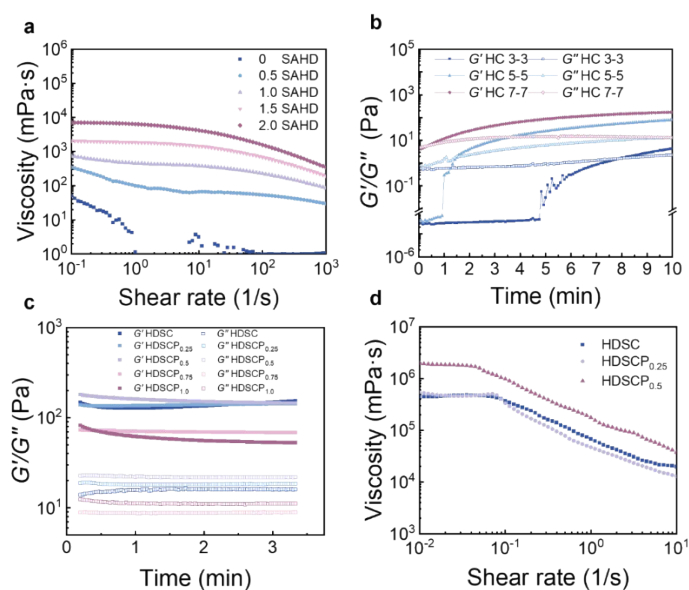 a
10⁶
10⁵
10⁴
10³
10²
10¹
10⁰
Viscosity (mPa·s)
0 SAHD
0.5 SAHD
1.0 SAHD
1.5 SAHD
2.0 SAHD
10⁻¹ 10⁰ 10¹ 10² 10³
Shear rate (1/s)
b
10⁵
10³
10¹
10⁻¹
10⁻⁶
G'/G'' (Pa)
G' HC 3-3 G'' HC 3-3
G' HC 5-5 G'' HC 5-5
G' HC 7-7 G'' HC 7-7
0 1 2 3 4 5 6 7 8 9 10
Time (min)
c
10³
10²
10¹
G'/G'' (Pa)
G' HDSC G'' HDSC
G' HDSCP₀.₂₅ G'' HDSCP₀.₂₅
G' HDSCP₀.₅ G'' HDSCP₀.₅
G' HDSCP₀.₇₅ G'' HDSCP₀.₇₅
G' HDSCP₁.₀ G'' HDSCP₁.₀
0 1 2 3
Time (min)
d
10⁷
10⁶
10⁵
10⁴
10³
Viscosity (mPa·s)
HDSC
HDSCP₀.₂₅
HDSCP₀.₅
10⁻² 10⁻¹ 10⁰ 10¹
Shear rate (1/s)